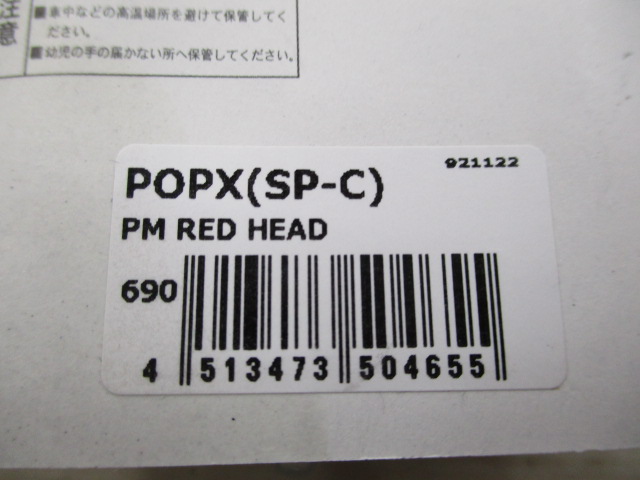 注意
■車中などの高温場所を避けて保管してく
ださい。
■幼児の手の届かない所へ保管してください。
921122
POPX(SP-C)
PM RED HEAD
690
4 513473 504655